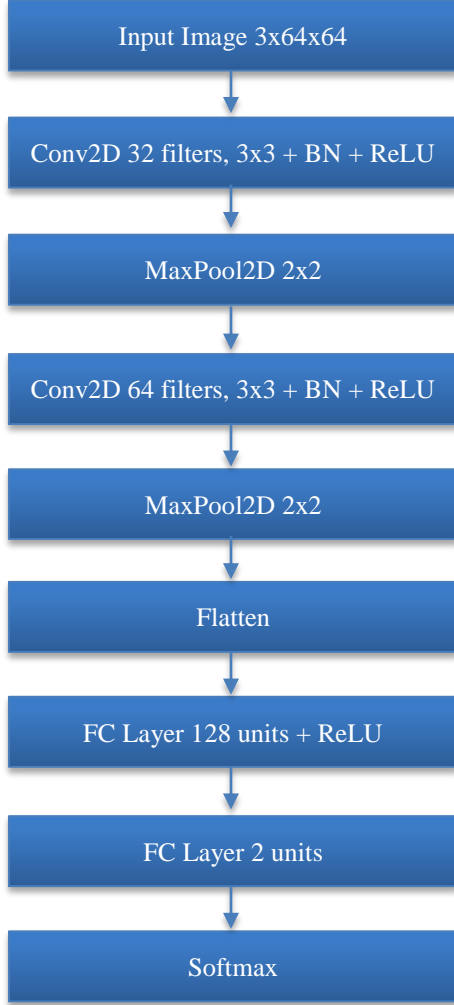 Input Image 3x64x64
Conv2D 32 filters, 3x3 + BN + ReLU
MaxPool2D 2x2
Conv2D 64 filters, 3x3 + BN + ReLU
MaxPool2D 2x2
Flatten
FC Layer 128 units + ReLU
FC Layer 2 units
Softmax